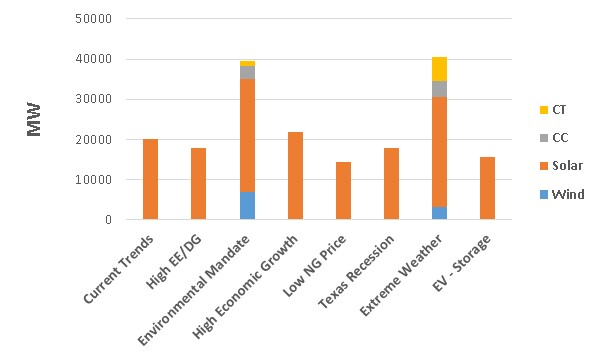 50000
40000
30000
20000
10000
0
MW
CT
CC
Solar
Wind
Current Trends
High EE/DG
Environmental Mandate
High Economic Growth
Low NG Price
Texas Recession
Extreme Weather
EV - Storage